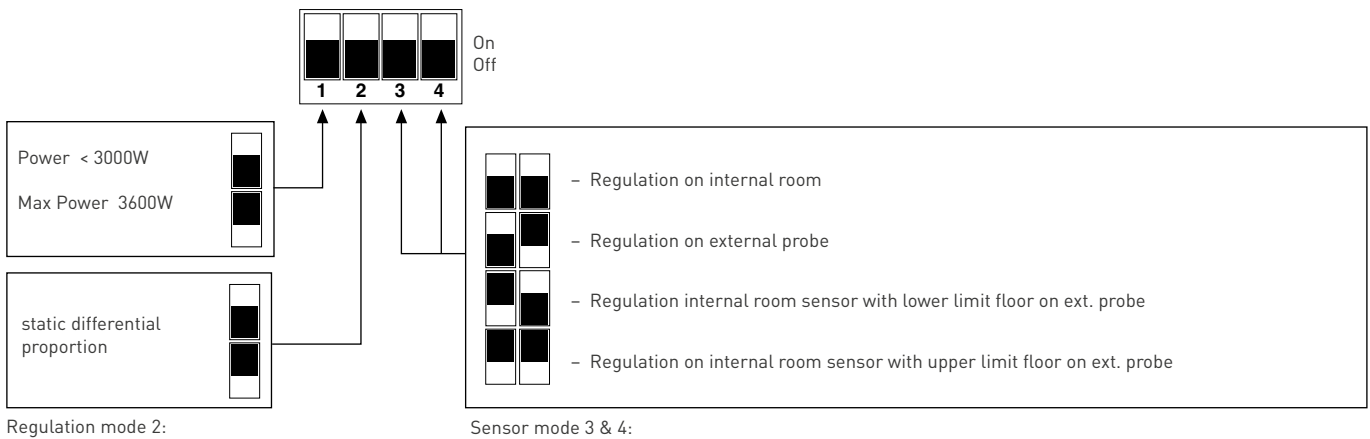 On
Off
1 2 3 4
Power < 3000W
Max Power 3600W
static differential
proportion
– Regulation on internal room
– Regulation on external probe
– Regulation internal room sensor with lower limit floor on ext. probe
– Regulation on internal room sensor with upper limit floor on ext. probe
Regulation mode 2:
Sensor mode 3 & 4: